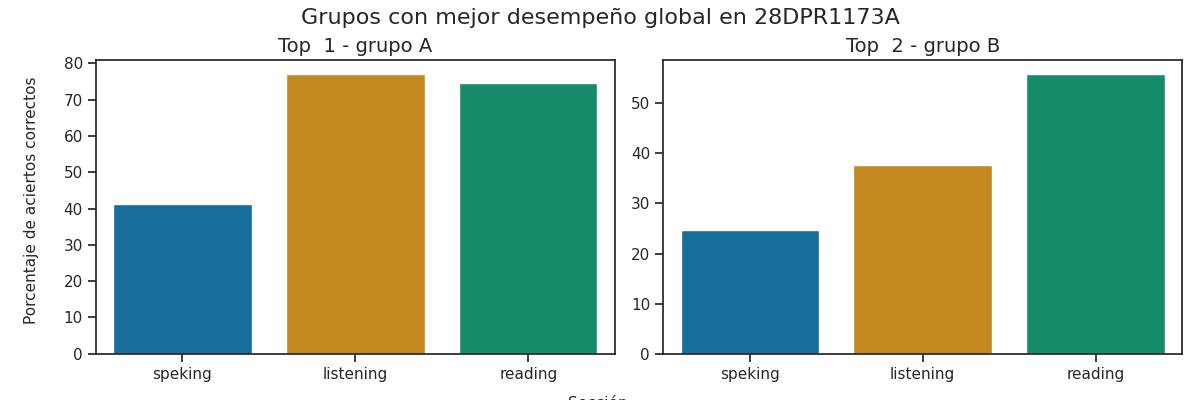 Grupos con mejor desempeño global en 28DPR1173A
Top 1 - grupo A
Top 2 - grupo B
Porcentaje de aciertos correctos
80
70
60
50
40
30
20
10
0
speking listening reading
50
40
30
20
10
0
speking listening reading
Sección